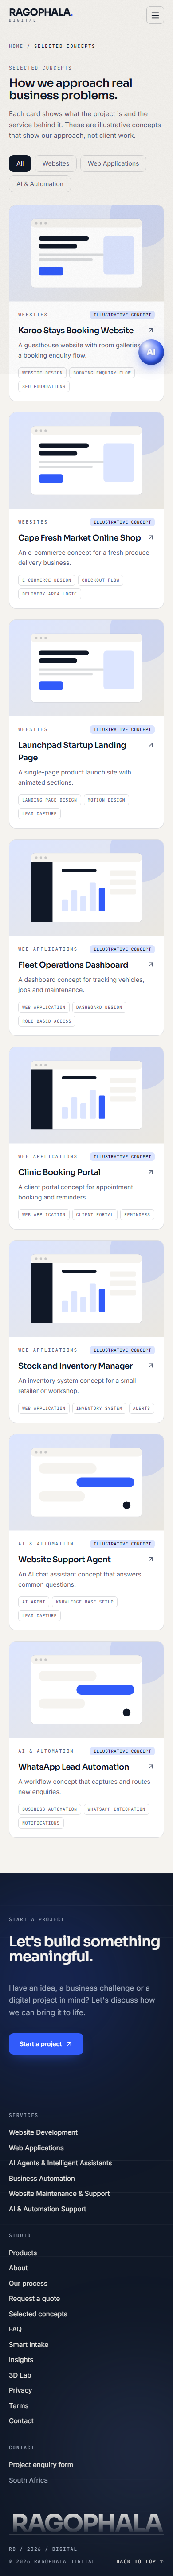 RAGOPHALA.
DIGITAL
HOME / SELECTED CONCEPTS
SELECTED CONCEPTS
How we approach real
business problems.
Each card shows what the project is and the
service behind it. These are illustrative concepts
that show our approach, not client work.
All
Websites
Web Applications
AI & Automation
WEBSITES
ILLUSTRATIVE CONCEPT
Karoo Stays Booking Website
A guesthouse website with room galleries
a booking enquiry flow.
AI
WEBSITE DESIGN
BOOKING ENQUIRY FLOW
SEO FOUNDATIONS
WEBSITES
ILLUSTRATIVE CONCEPT
Cape Fresh Market Online Shop
An e-commerce concept for a fresh produce
delivery business.
E-COMMERCE DESIGN
CHECKOUT FLOW
DELIVERY AREA LOGIC
WEBSITES
ILLUSTRATIVE CONCEPT
Launchpad Startup Landing
Page
A single-page product launch site with
animated sections.
LANDING PAGE DESIGN
MOTION DESIGN
LEAD CAPTURE
WEB APPLICATIONS
ILLUSTRATIVE CONCEPT
Fleet Operations Dashboard
A dashboard concept for tracking vehicles,
jobs and maintenance.
WEB APPLICATION
DASHBOARD DESIGN
ROLE-BASED ACCESS
WEB APPLICATIONS
ILLUSTRATIVE CONCEPT
Clinic Booking Portal
A client portal concept for appointment
booking and reminders.
WEB APPLICATION
CLIENT PORTAL
REMINDERS
WEB APPLICATIONS
ILLUSTRATIVE CONCEPT
Stock and Inventory Manager
An inventory system concept for a small
retailer or workshop.
WEB APPLICATION
INVENTORY SYSTEM
ALERTS
AI & AUTOMATION
ILLUSTRATIVE CONCEPT
Website Support Agent
An AI chat assistant concept that answers
common questions.
AI AGENT
KNOWLEDGE BASE SETUP
LEAD CAPTURE
AI & AUTOMATION
ILLUSTRATIVE CONCEPT
WhatsApp Lead Automation
A workflow concept that captures and routes
new enquiries.
BUSINESS AUTOMATION
WHATSAPP INTEGRATION
NOTIFICATIONS
START A PROJECT
Let's build something
meaningful.
Have an idea, a business challenge or a
digital project in mind? Let's discuss how
we can bring it to life.
Start a project
SERVICES
Website Development
Web Applications
AI Agents & Intelligent Assistants
Business Automation
Website Maintenance & Support
AI & Automation Support
STUDIO
Products
About
Our process
Request a quote
Selected concepts
FAQ
Smart Intake
Insights
3D Lab
Privacy
Terms
Contact
CONTACT
Project enquiry form
South Africa
RAGOPHALA
RD / 2026 / DIGITAL
© 2026 RAGOPHALA DIGITAL
BACK TO TOP ↑